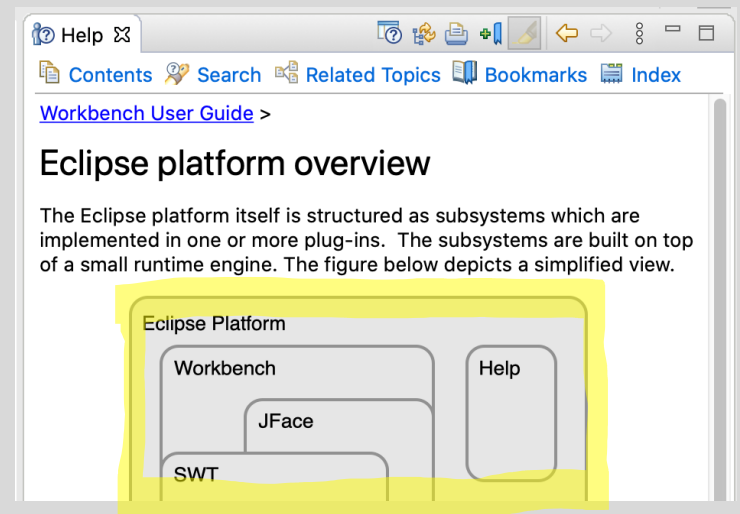 Help
Contents Search Related Topics Bookmarks Index
Workbench User Guide >
Eclipse platform overview
The Eclipse platform itself is structured as subsystems which are
implemented in one or more plug-ins.  The subsystems are built on top
of a small runtime engine. The figure below depicts a simplified view.
Eclipse Platform
Workbench Help
JFace
SWT